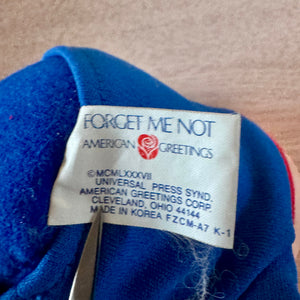 FORGET ME NOT
AMERICAN GREETINGS
©MCMLXXXVII
UNIVERSAL PRESS SYND.
AMERICAN GREETINGS CORP.
CLEVELAND, OHIO 44144
MADE IN KOREA FZCM-A7 K-1